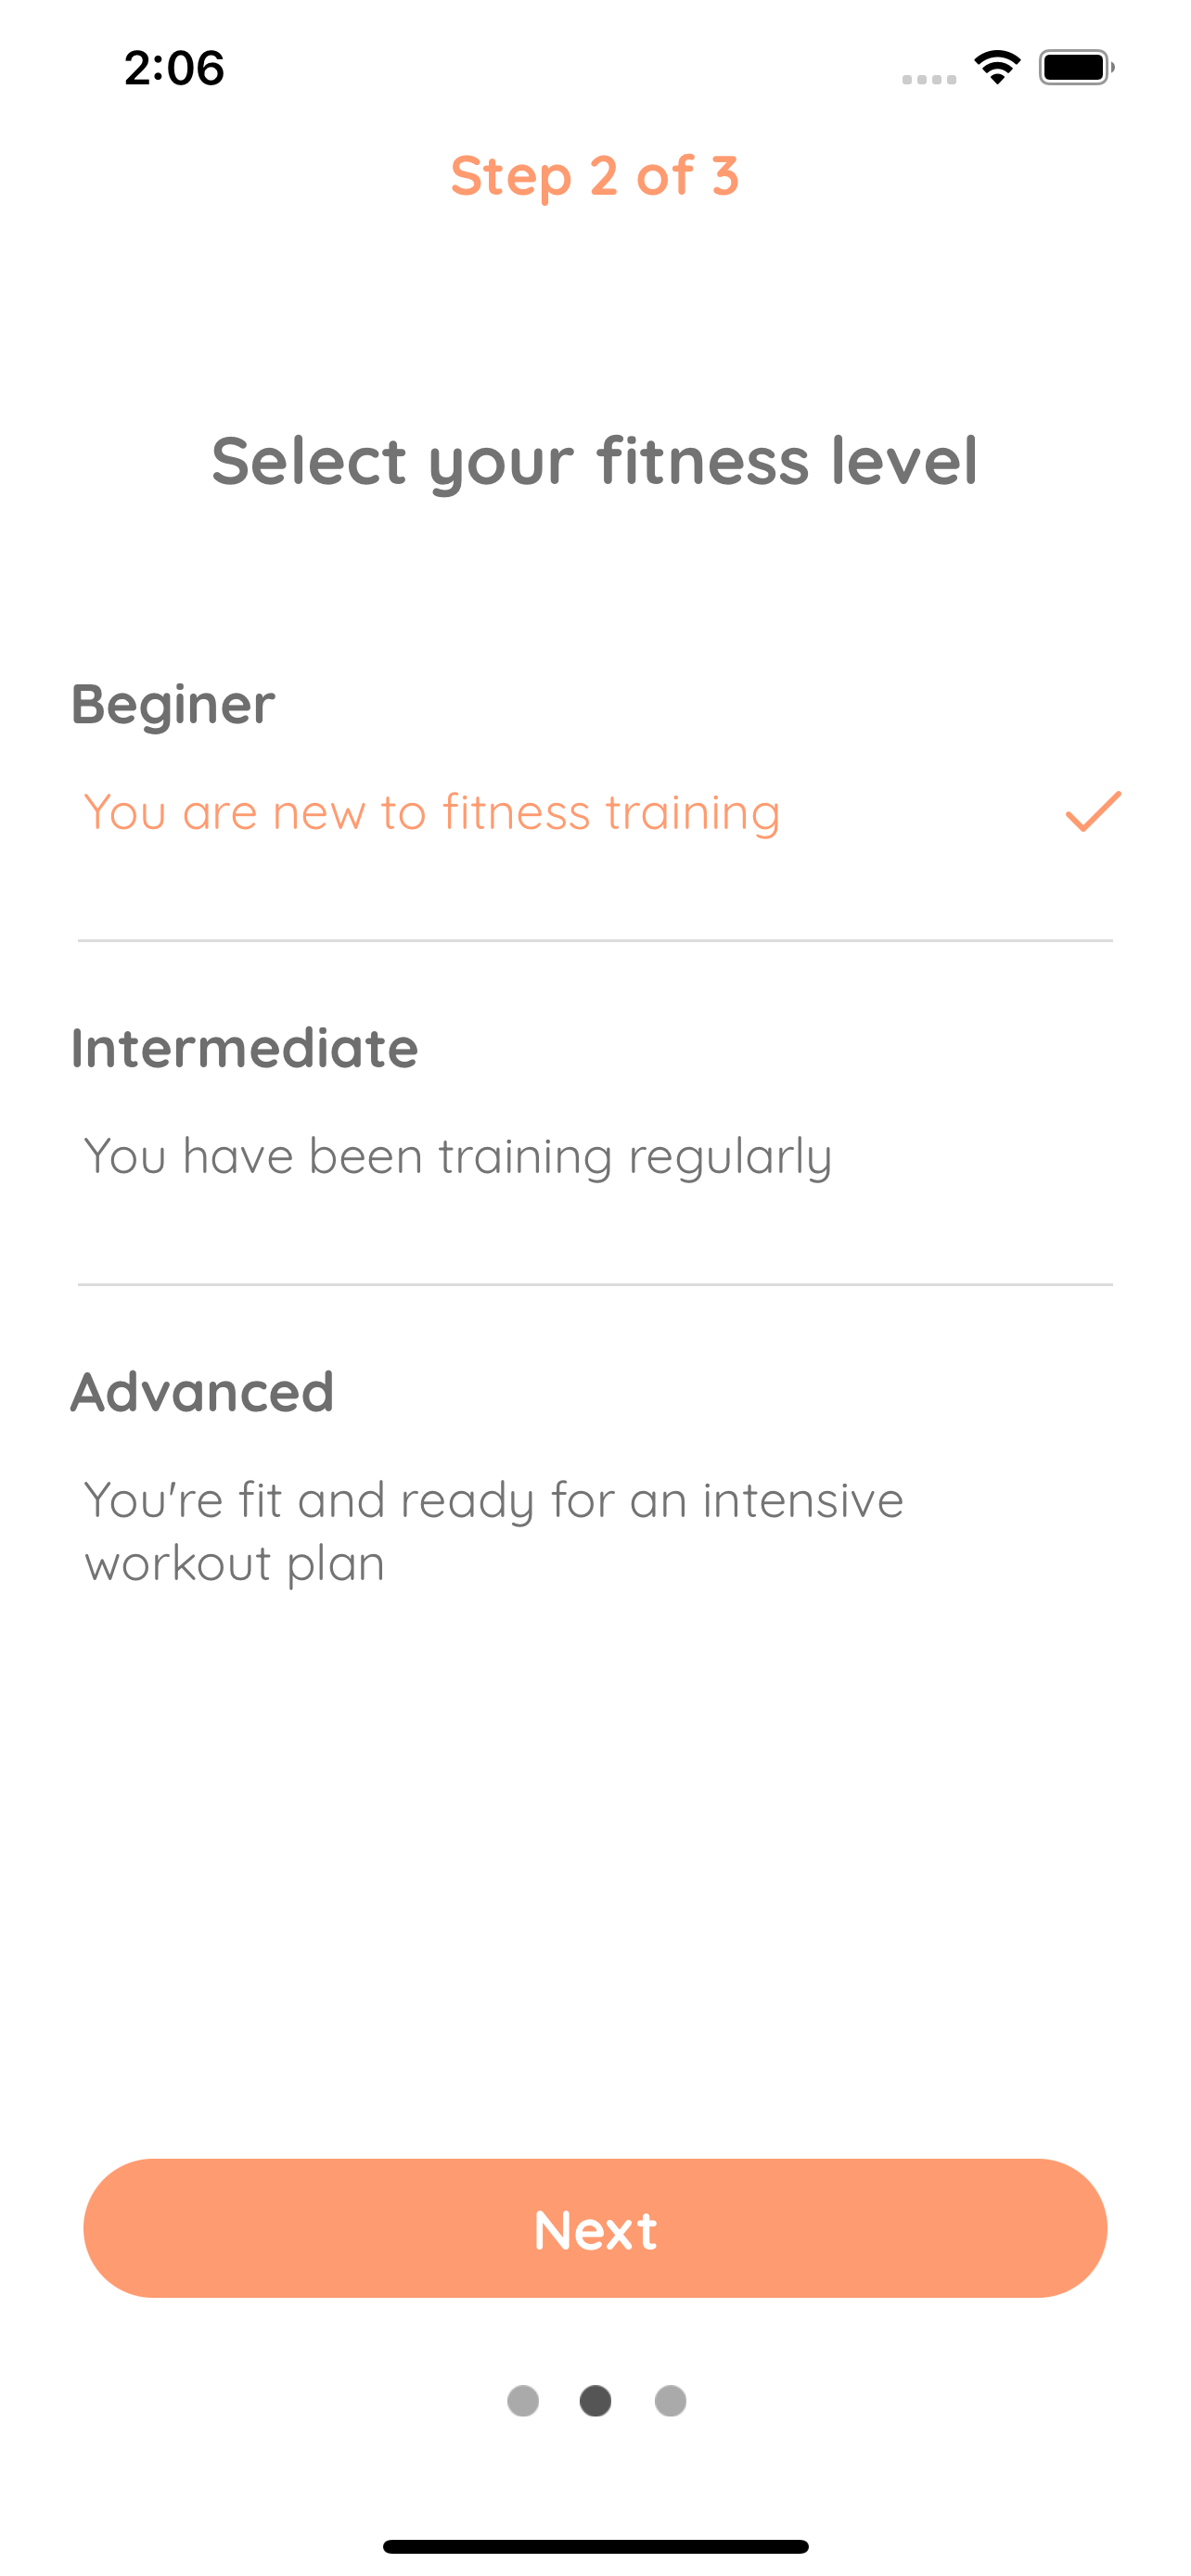 2:06
Step 2 of 3
Select your fitness level
Beginer
You are new to fitness training
Intermediate
You have been training regularly
Advanced
You're fit and ready for an intensive
workout plan
Next